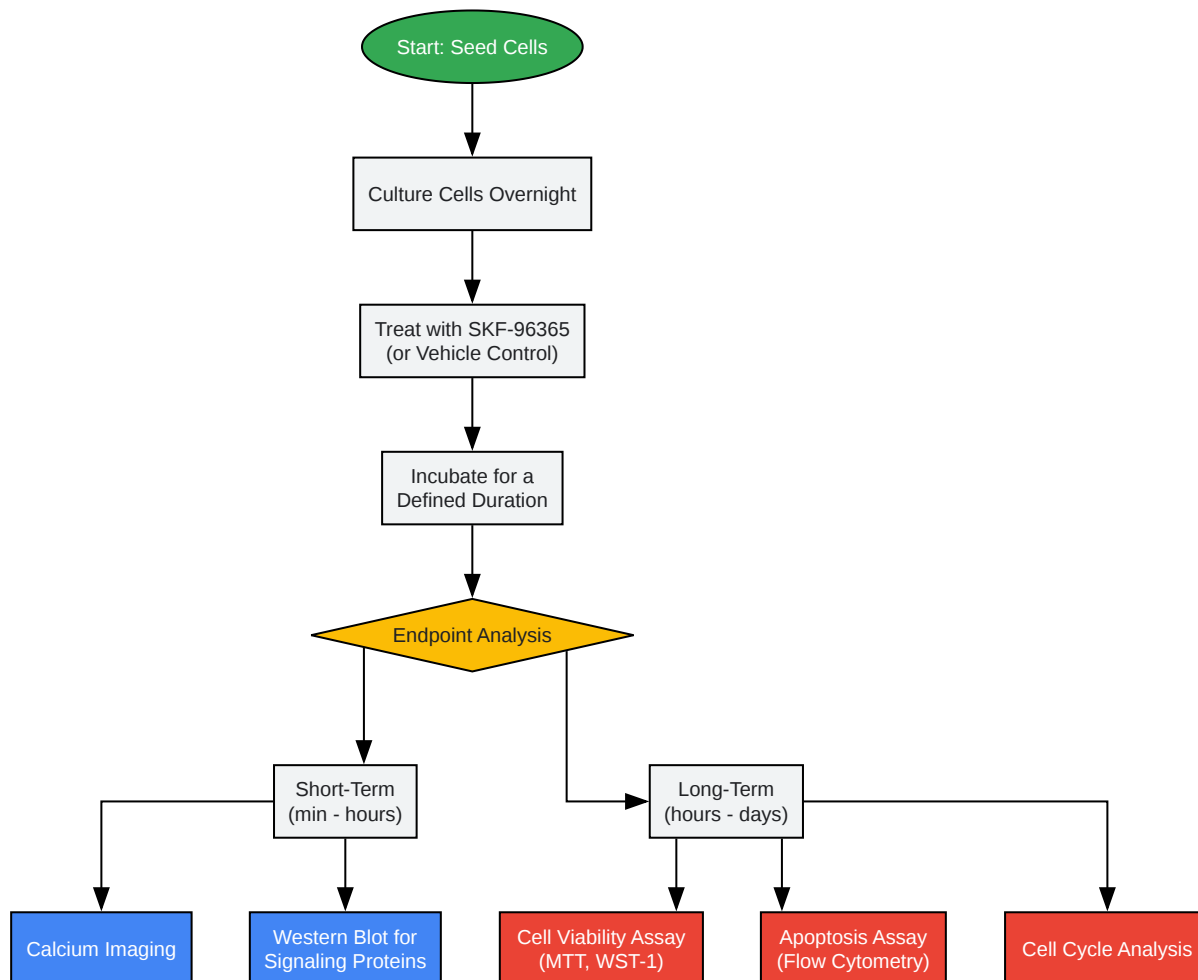 Start: Seed Cells
Culture Cells Overnight
Treat with SKF-96365
(or Vehicle Control)
Incubate for a
Defined Duration
Endpoint Analysis
Short-Term
(min - hours)
Long-Term
(hours - days)
Calcium Imaging
Western Blot for
Signaling Proteins
Cell Viability Assay
(MTT, WST-1)
Apoptosis Assay
(Flow Cytometry)
Cell Cycle Analysis